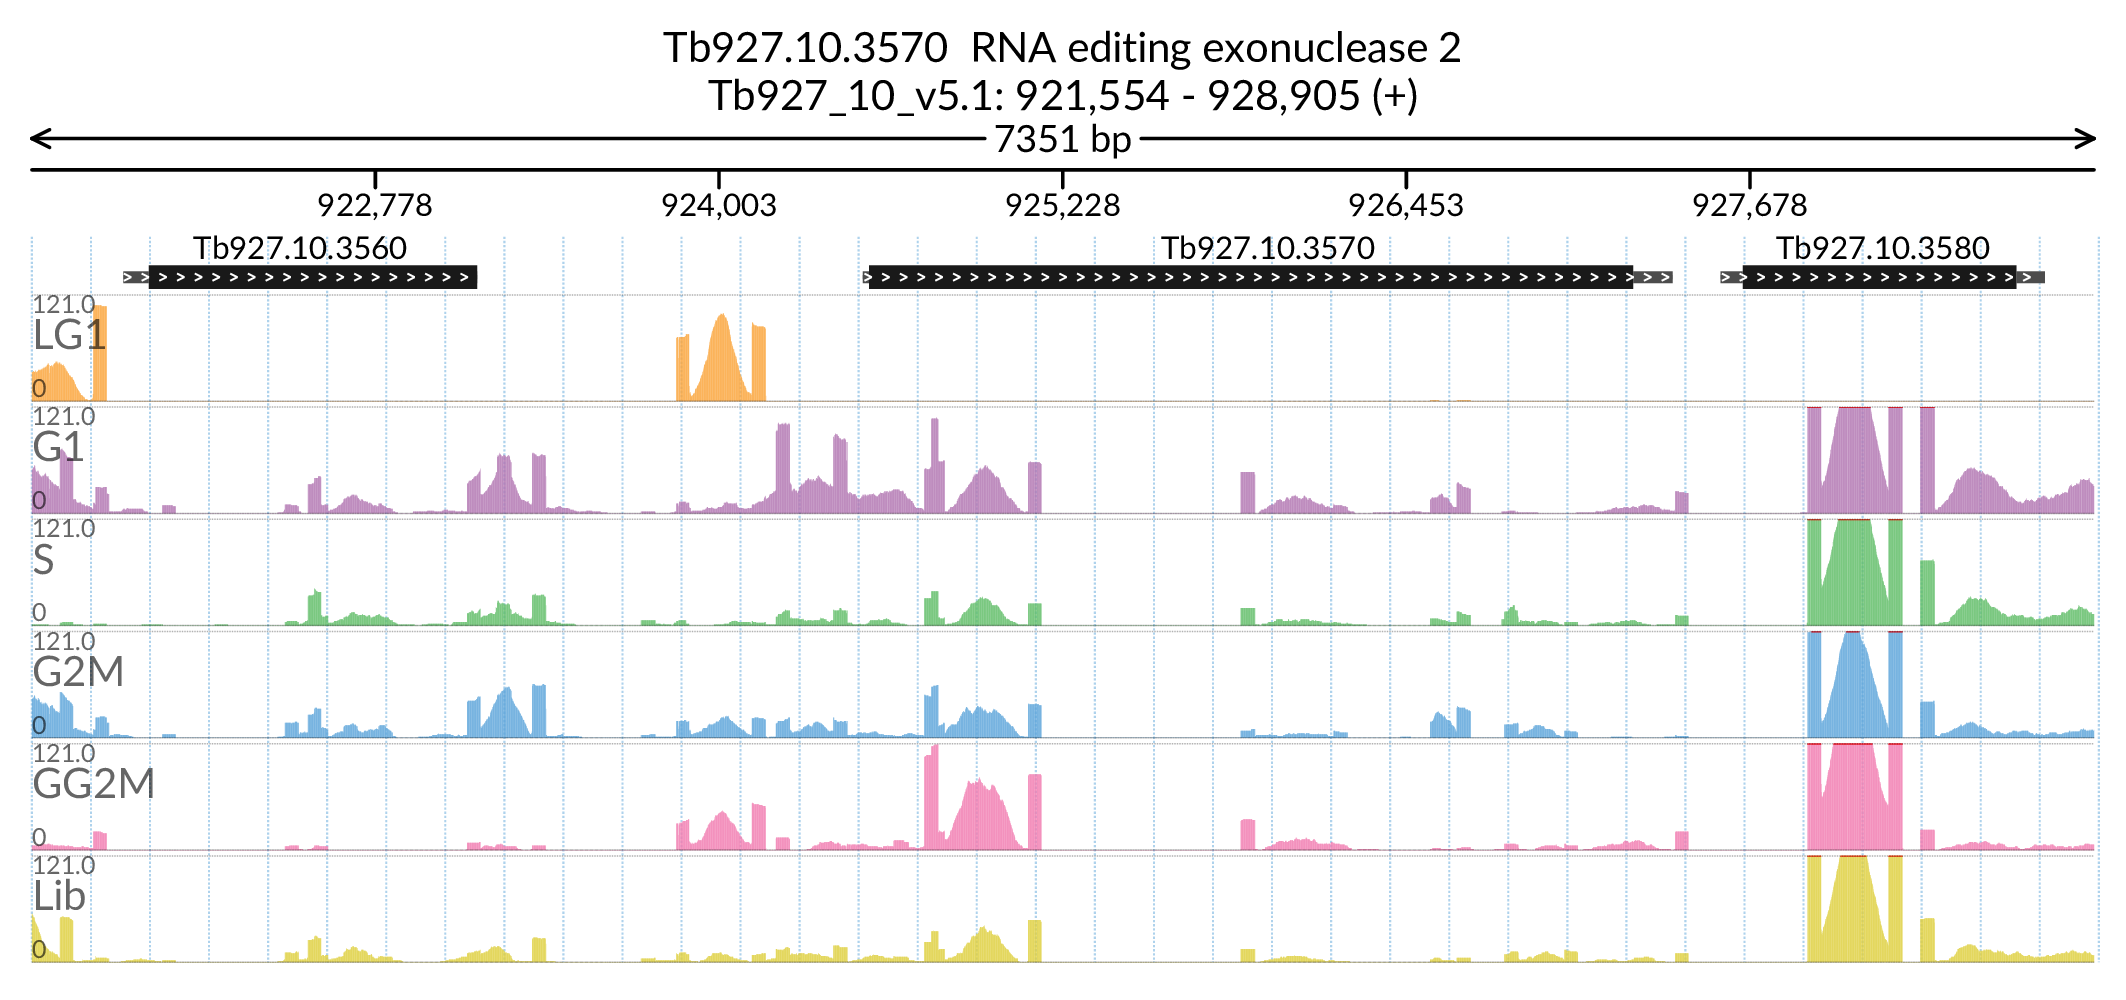 Tb927.10.3570 RNA editing exonuclease 2
Tb927_10_v5.1: 921,554 - 928,905 (+)
7351 bp
922,778 924,003 925,228 926,453 927,678
Tb927.10.3560 Tb927.10.3570 Tb927.10.3580
121.0
LG1
0
121.0
G1
0
121.0
S
0
121.0
G2M
0
121.0
GG2M
0
121.0
Lib
0